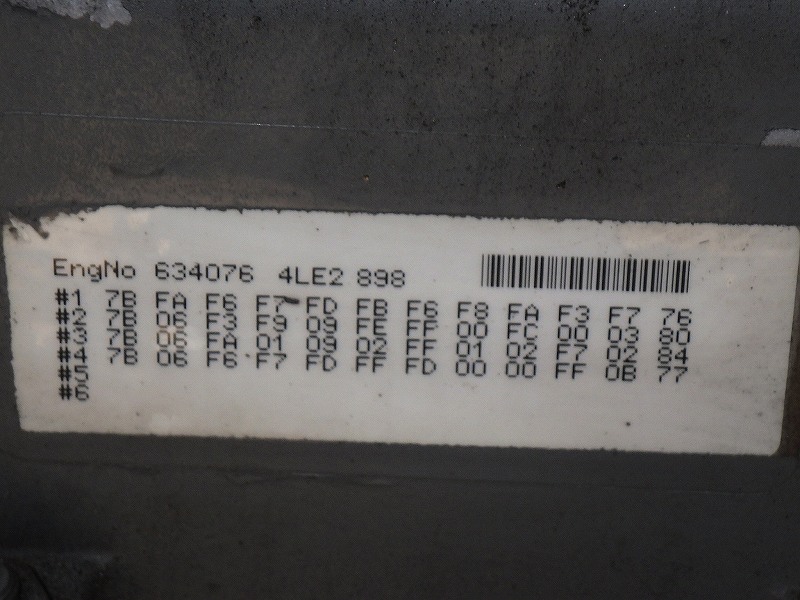 EngNo 634076 4LE2 898
#1 7B FA F6 F7 FD FB F6 F8 FA F3 F7 76
#2 7B 06 F3 F9 09 FE FF 00 FC 00 03 80
#3 7B 06 FA 01 09 02 FF 01 02 F7 02 84
#4 7B 06 F6 F7 FD FF FD 00 00 FF 0B 77
#5
#6